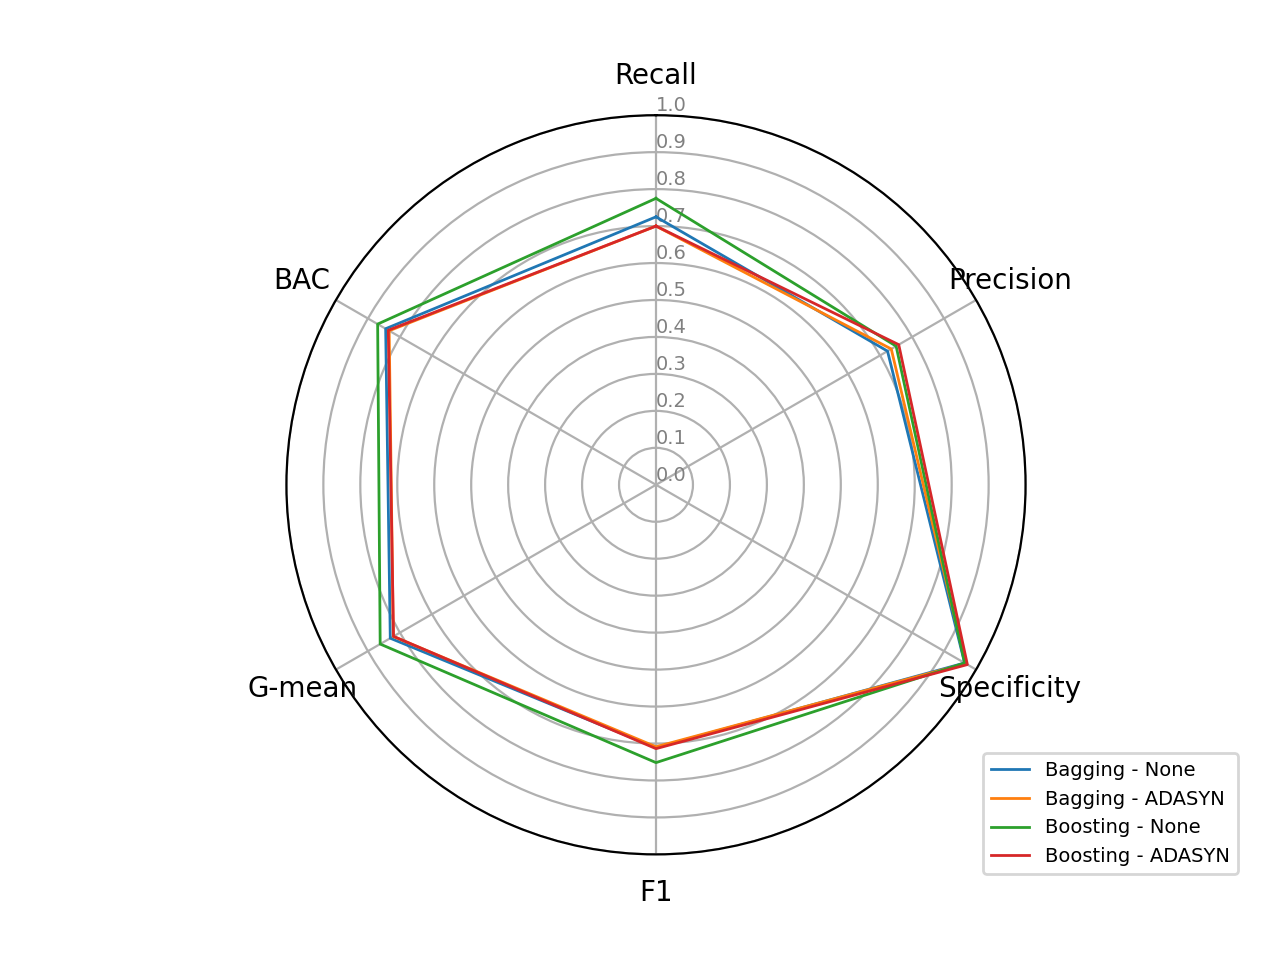 Recall
1.0
0.9
0.8
0.7
0.6
0.5
0.4
0.3
0.2
0.1
0.0
BAC
Precision
G-mean
Specificity
F1
Bagging - None
Bagging - ADASYN
Boosting - None
Boosting - ADASYN